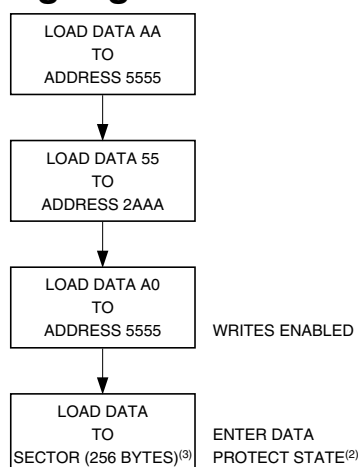 LOAD DATA AA
TO
ADDRESS 5555
LOAD DATA 55
TO
ADDRESS 2AAA
LOAD DATA A0
TO
ADDRESS 5555 WRITES ENABLED
LOAD DATA
TO ENTER DATA
SECTOR (256 BYTES)(3) PROTECT STATE(2)